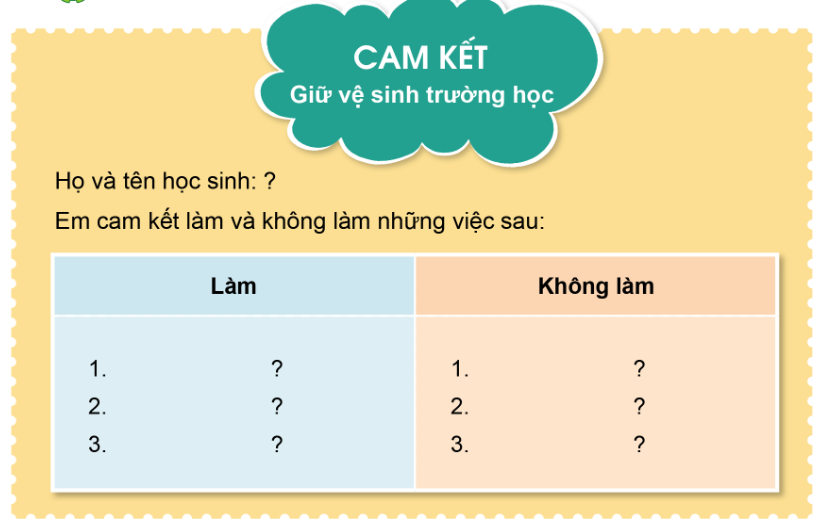 CAM KẾT
Giữ vệ sinh trường học
Họ và tên học sinh: ?
Em cam kết làm và không làm những việc sau:
Làm Không làm
1. ? 1. ?
2. ? 2. ?
3. ? 3. ?